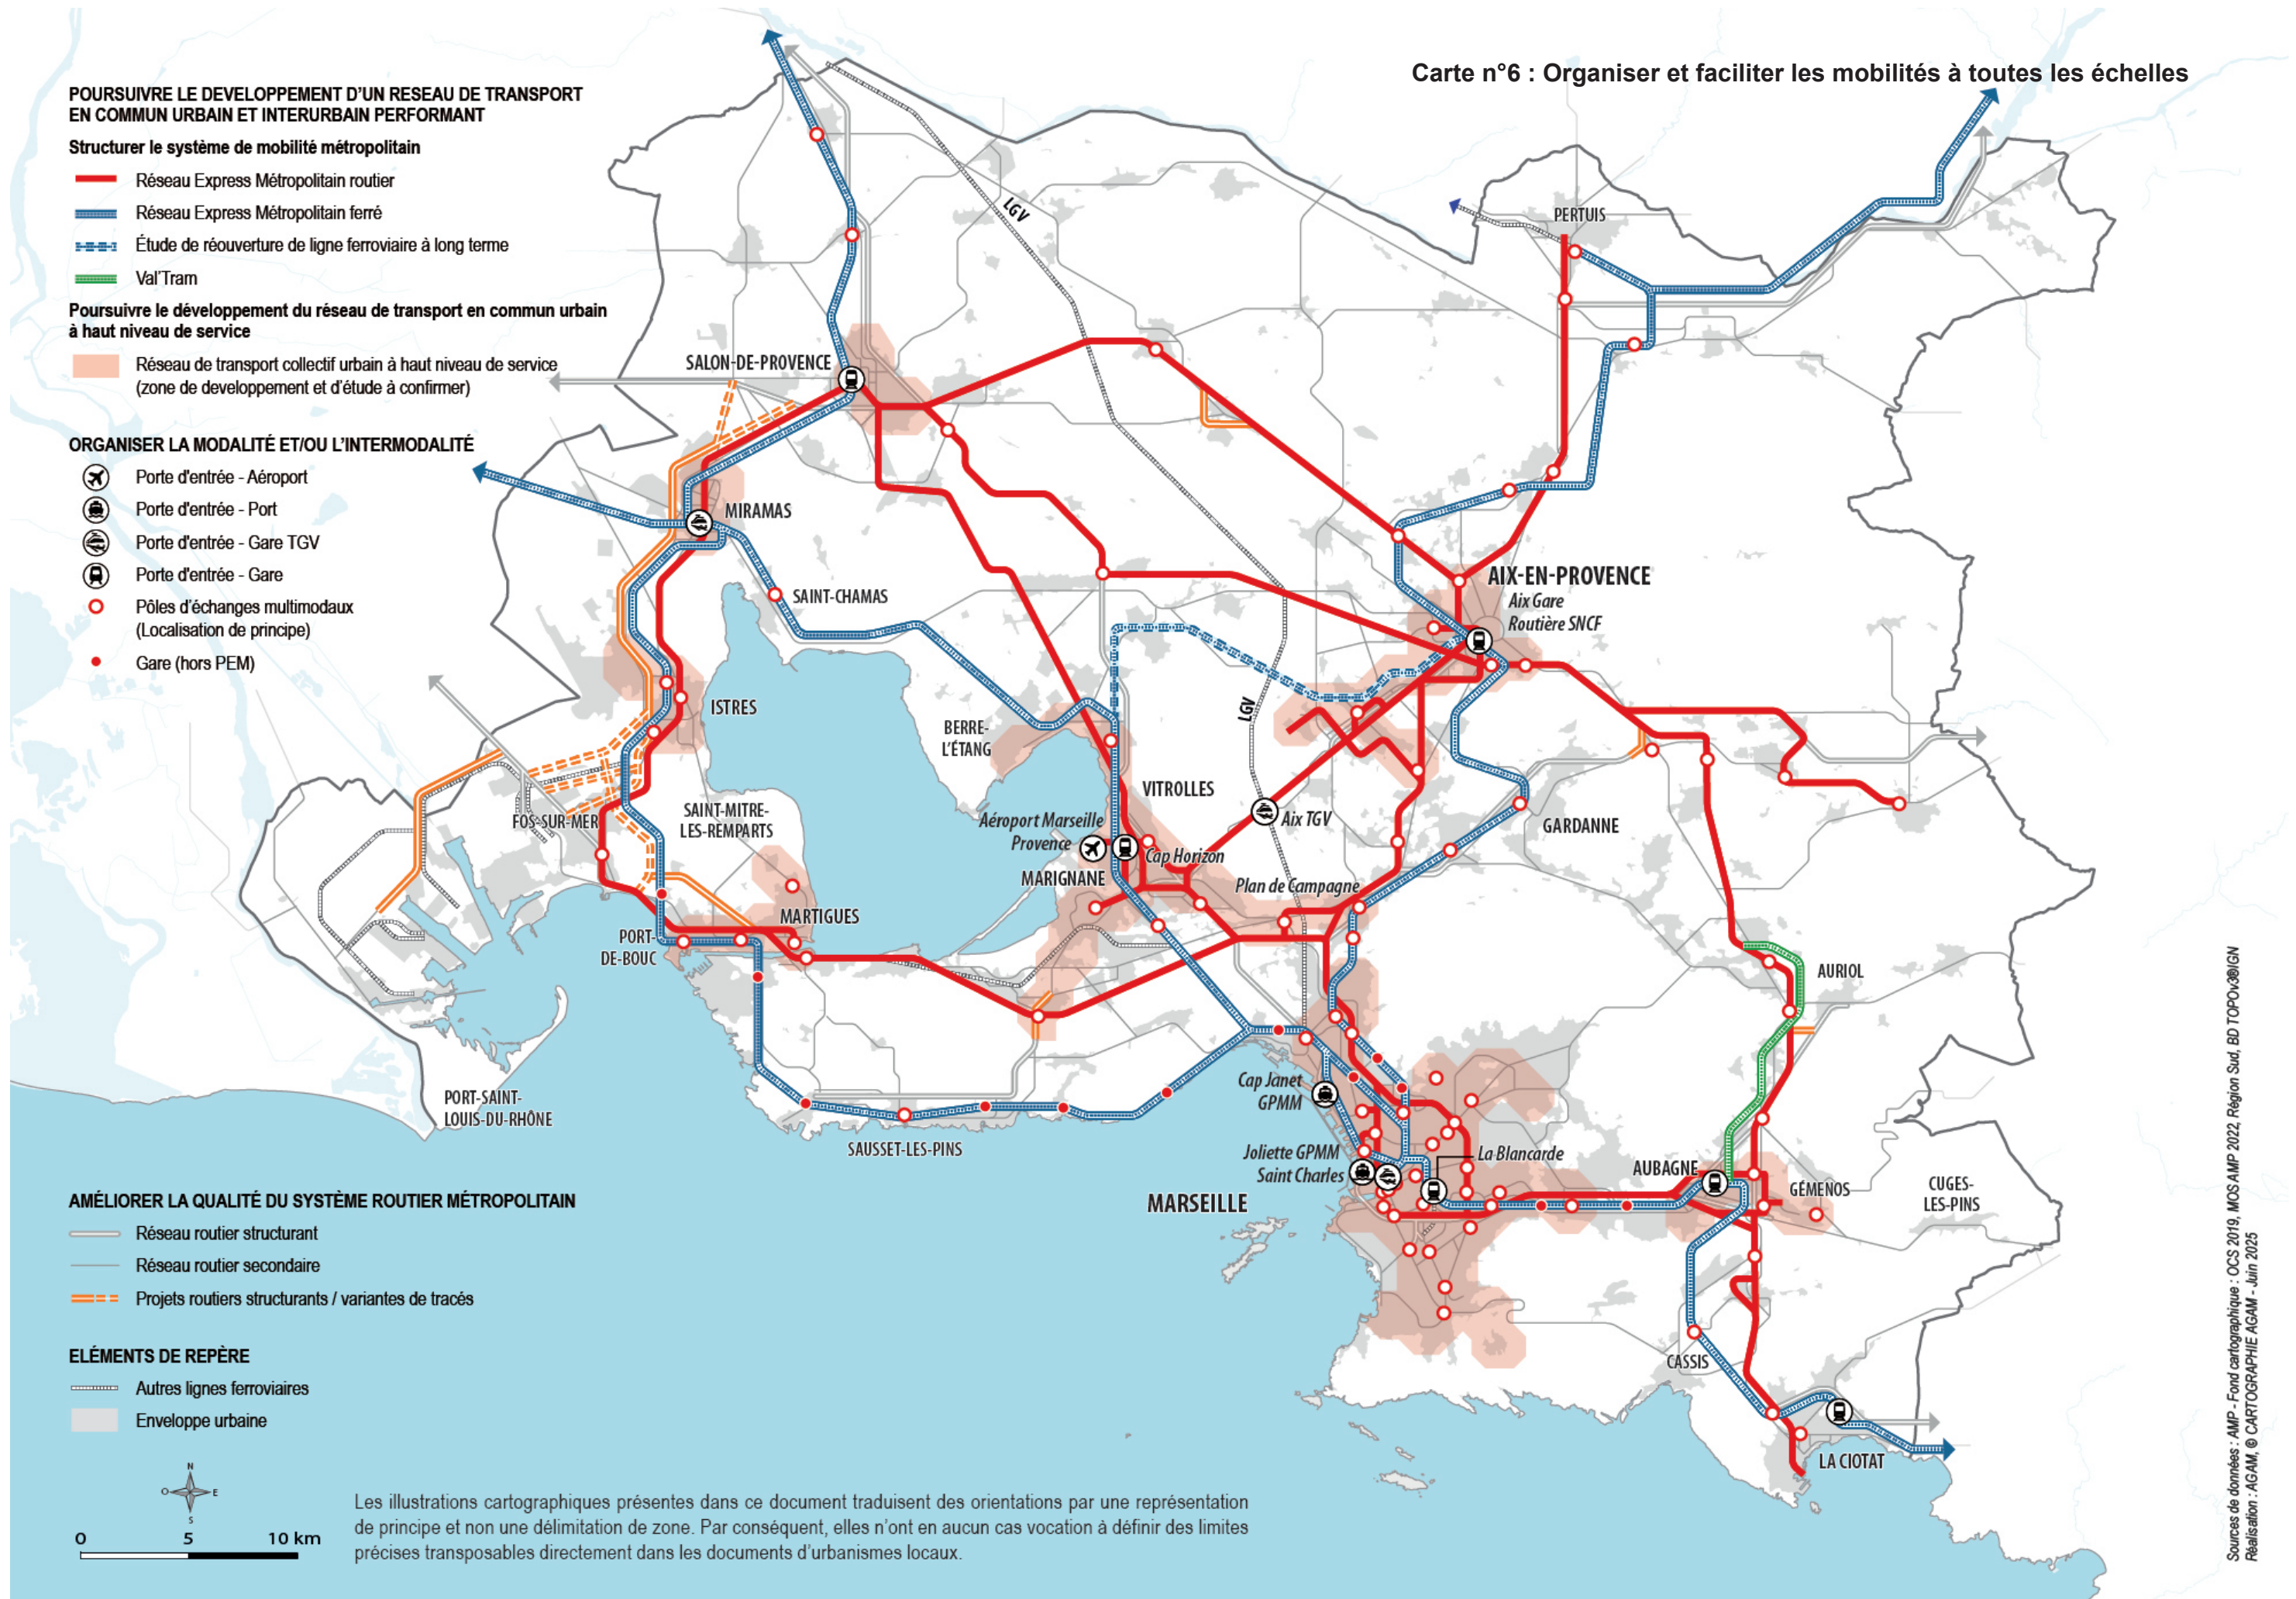 Carte n°6 : Organiser et faciliter les mobilités à toutes les échelles
POURSUIVRE LE DEVELOPPEMENT D'UN RESEAU DE TRANSPORT
EN COMMUN URBAIN ET INTERURBAIN PERFORMANT
Structurer le système de mobilité métropolitain
Réseau Express Métropolitain routier
Réseau Express Métropolitain ferré
Étude de réouverture de ligne ferroviaire à long terme
Val'Tram
Poursuivre le développement du réseau de transport en commun urbain
à haut niveau de service
Réseau de transport collectif urbain à haut niveau de service
(zone de developpement et d'étude à confirmer)
ORGANISER LA MODALITÉ ET/OU L'INTERMODALITÉ
Porte d'entrée - Aéroport
Porte d'entrée - Port
Porte d'entrée - Gare TGV
Porte d'entrée - Gare
Pôles d'échanges multimodaux
(Localisation de principe)
Gare (hors PEM)
LGV
PERTUIS
SALON-DE-PROVENCE
MIRAMAS
SAINT-CHAMAS
AIX-EN-PROVENCE
Aix Gare
Routière SNCF
ISTRES
BERRE-
L'ÉTANG
LGV
VITROLLES
FOS-SUR-MER
SAINT-MITRE-
LES-REMPARTS
Aéroport Marseille
Provence
Cap Horizon
Aix TGV
GARDANNE
MARIGNANE
Plan de Campagne
MARTIGUES
PORT-
DE-BOUC
AURIOL
PORT-SAINT-
LOUIS-DU-RHÔNE
SAUSSET-LES-PINS
Cap Janet
GPMM
Joliette GPMM
Saint Charles
La Blancarde
MARSEILLE
AUBAGNE
GÉMENOS
CUGES-
LES-PINS
CASSIS
LA CIOTAT
AMÉLIORER LA QUALITÉ DU SYSTÈME ROUTIER MÉTROPOLITAIN
Réseau routier structurant
Réseau routier secondaire
Projets routiers structurants / variantes de tracés
ELÉMENTS DE REPÈRE
Autres lignes ferroviaires
Enveloppe urbaine
N
O
E
S
0 5 10 km
Les illustrations cartographiques présentes dans ce document traduisent des orientations par une représentation
de principe et non une délimitation de zone. Par conséquent, elles n'ont en aucun cas vocation à définir des limites
précises transposables directement dans les documents d'urbanismes locaux.
Sources de données : AMP - Fond cartographique : OCS 2019, MOS AMP 2022, Région Sud, BD TOPOv3®IGN
Réalisation : AGAM, © CARTOGRAPHIE AGAM - Juin 2025